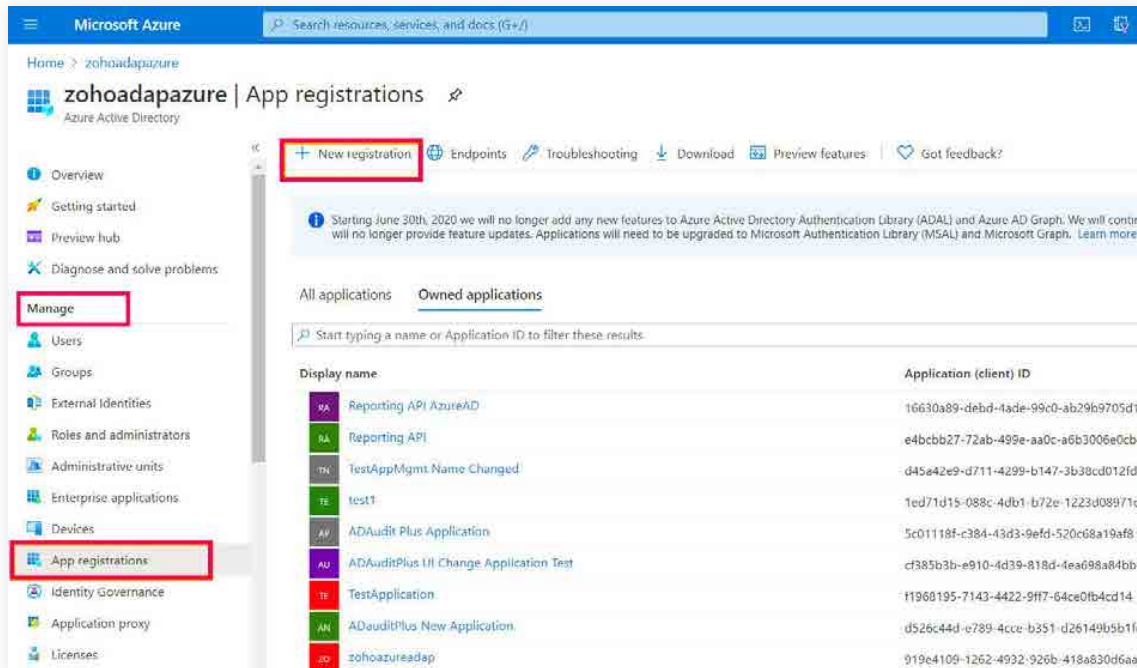 Microsoft Azure
Search resources, services, and docs (G+/)
Home > zohoadapazure
zohoadapazure | App registrations
Azure Active Directory
«
+ New registration
Endpoints
Troubleshooting
Download
Preview features
Got feedback?
Overview
Getting started
Preview hub
Diagnose and solve problems
Manage
Users
Groups
External Identities
Roles and administrators
Administrative units
Enterprise applications
Devices
App registrations
Identity Governance
Application proxy
Licenses
Starting June 30th, 2020 we will no longer add any new features to Azure Active Directory Authentication Library (ADAL) and Azure AD Graph. We will contin
will no longer provide feature updates. Applications will need to be upgraded to Microsoft Authentication Library (MSAL) and Microsoft Graph. Learn more
All applications Owned applications
Start typing a name or Application ID to filter these results
Display name Application (client) ID
RA Reporting API AzureAD 16630a89-debd-4ade-99c0-ab29b9705d1
RA Reporting API e4bcbb27-72ab-499e-aa0c-a6b3006e0cb
TN TestAppMgmt Name Changed d45a42e9-d711-4299-b147-3b38cd012fd
TE test1 1ed71d15-088c-4db1-b72e-1223d08971c
AP ADAudit Plus Application 5c01118f-c384-43d3-9efd-520c68a19af8
AU ADAuditPlus UI Change Application Test cf385b3b-e910-4d39-818d-4ea698a84bb
TE TestApplication f1968195-7143-4422-9ff7-64ce0fb4cd14
AN ADauditPlus New Application. d526c44d-e789-4cce-b351-d26149b5b1f
ZO zohoazureadap 919e4109-1262-4932-926b-418a830d6aa